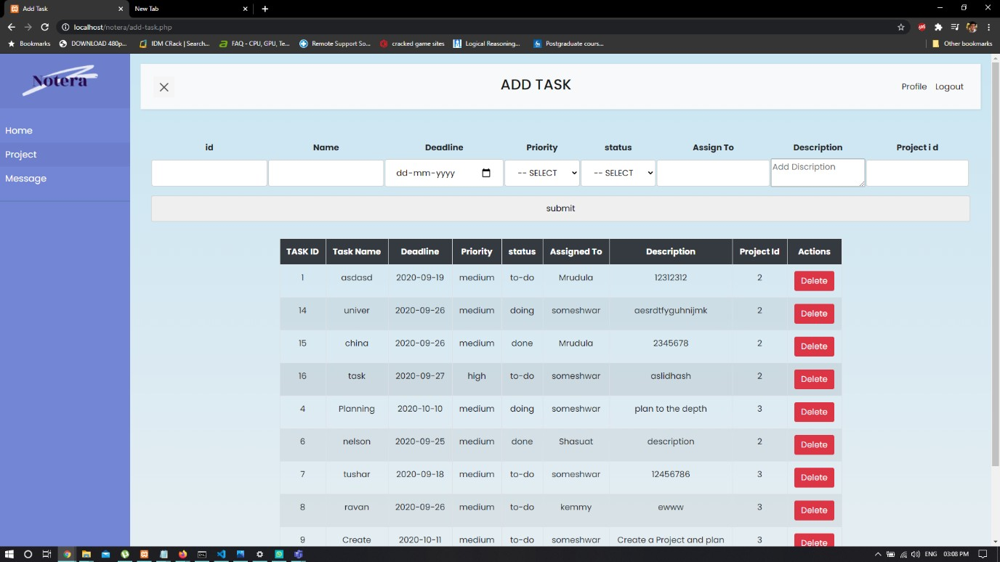 Add Task
New Tab
localhost/notera/add-task.php
Bookmarks DOWNLOAD 480p... IDM CRack | Search... FAQ - CPU, GPU, Te... Remote Support So... cracked game sites Logical Reasoning... Postgraduate cours... Other bookmarks
Notera
ADD TASK
Profile Logout
Home
Project
Message
id Name Deadline Priority status Assign To Description Project i d
dd-mm-yyyy -- SELECT -- SELECT Add Discription
submit
TASK ID Task Name Deadline Priority status Assigned To Description Project Id Actions
1 asdasd 2020-09-19 medium to-do Mrudula 12312312 2 Delete
14 univer 2020-09-26 medium doing someshwar aesrdtfyguhnijmk 2 Delete
15 china 2020-09-26 medium done Mrudula 2345678 2 Delete
16 task 2020-09-27 high to-do someshwar aslidhash 2 Delete
4 Planning 2020-10-10 medium doing someshwar plan to the depth 3 Delete
6 nelson 2020-09-25 medium done Shasuat description 2 Delete
7 tushar 2020-09-18 medium to-do someshwar 12456786 3 Delete
8 ravan 2020-09-26 medium to-do kemmy ewww 3 Delete
9 Create 2020-10-11 medium to-do someshwar Create a Project and plan 3 Delete
ENG 03:08 PM